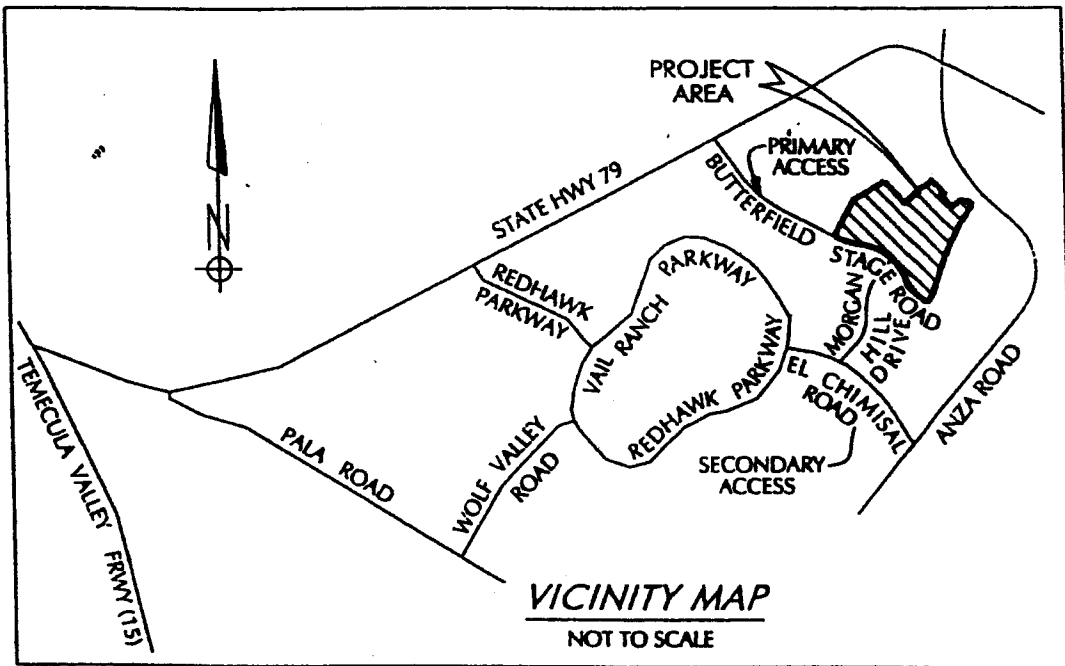 PROJECT
AREA
PRIMARY
ACCESS
STATE HWY 79
BUTTERFIELD STAGE ROAD
REDHAWK
PARKWAY
VAIL RANCH PARKWAY
MORGAN
HILL
DRIVE
REDHAWK PARKWAY
EL CHIMISAL
ROAD
ANZA ROAD
SECONDARY
ACCESS
WOLF VALLEY
ROAD
PALA ROAD
TEMECULA VALLEY FRWY (15)
N
VICINITY MAP
NOT TO SCALE